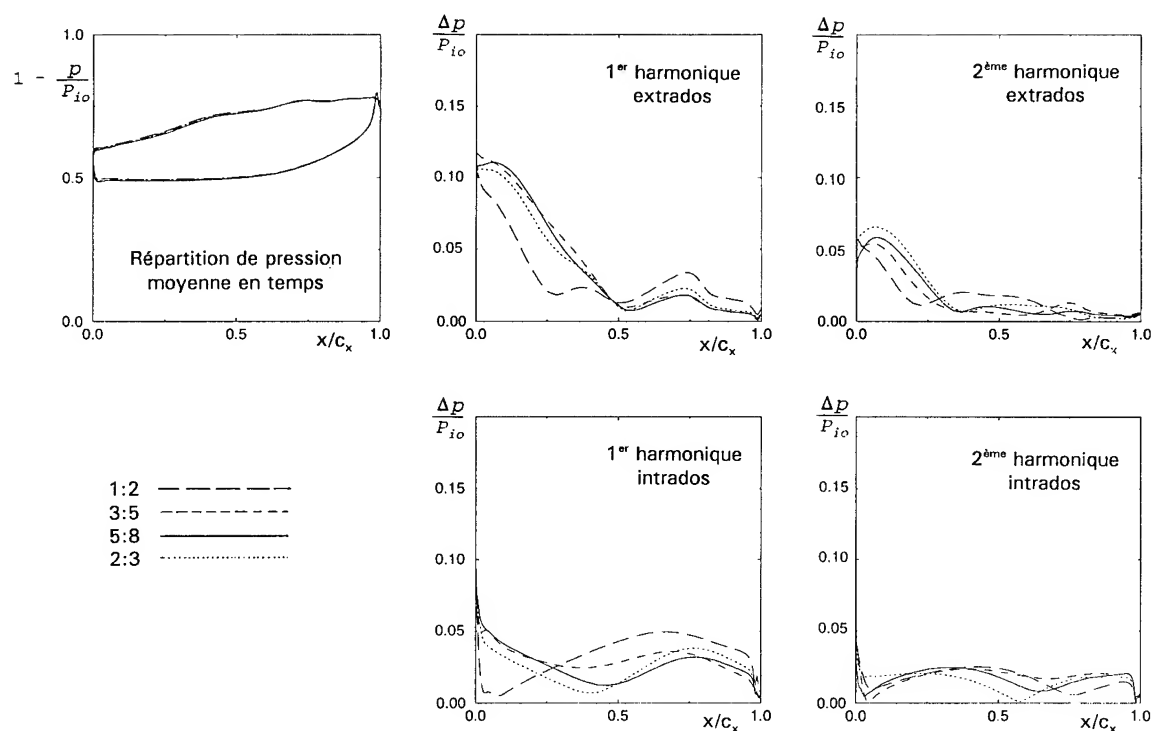 1.0
1 - p/P_io
0.5
0.0
0.0
0.5
1.0
x/c_x
Répartition de pression
moyenne en temps
Δp/P_io
0.15
0.10
0.05
0.00
0.0
0.5
1.0
x/c_x
1er harmonique
extrados
Δp/P_io
0.15
0.10
0.05
0.00
0.0
0.5
1.0
x/c_x
2ème harmonique
extrados
1:2
3:5
5:8
2:3
Δp/P_io
0.15
0.10
0.05
0.00
0.0
0.5
1.0
x/c_x
1er harmonique
intrados
Δp/P_io
0.15
0.10
0.05
0.00
0.0
0.5
1.0
x/c_x
2ème harmonique
intrados